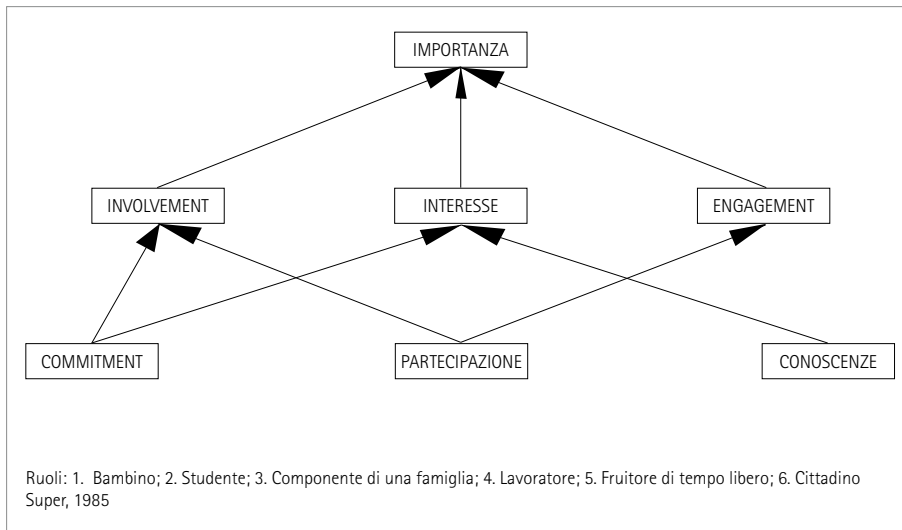 IMPORTANZA
INVOLVEMENT
INTERESSE
ENGAGEMENT
COMMITMENT
PARTECIPAZIONE
CONOSCENZE
Ruoli: 1. Bambino; 2. Studente; 3. Componente di una famiglia; 4. Lavoratore; 5. Fruitore di tempo libero; 6. Cittadino
Super, 1985